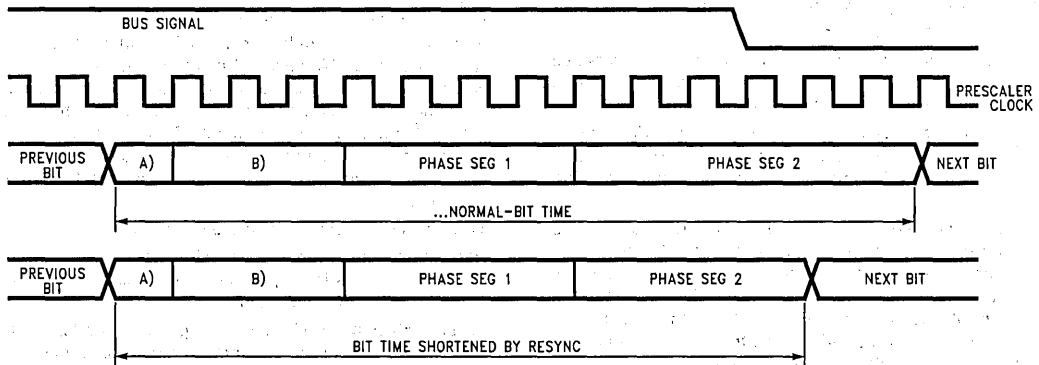 BUS SIGNAL
PRESCALER
CLOCK
PREVIOUS
BIT
A)
B)
PHASE SEG 1
PHASE SEG 2
NEXT BIT
...NORMAL-BIT TIME
PREVIOUS
BIT
A)
B)
PHASE SEG 1
PHASE SEG 2
NEXT BIT
BIT TIME SHORTENED BY RESYNC